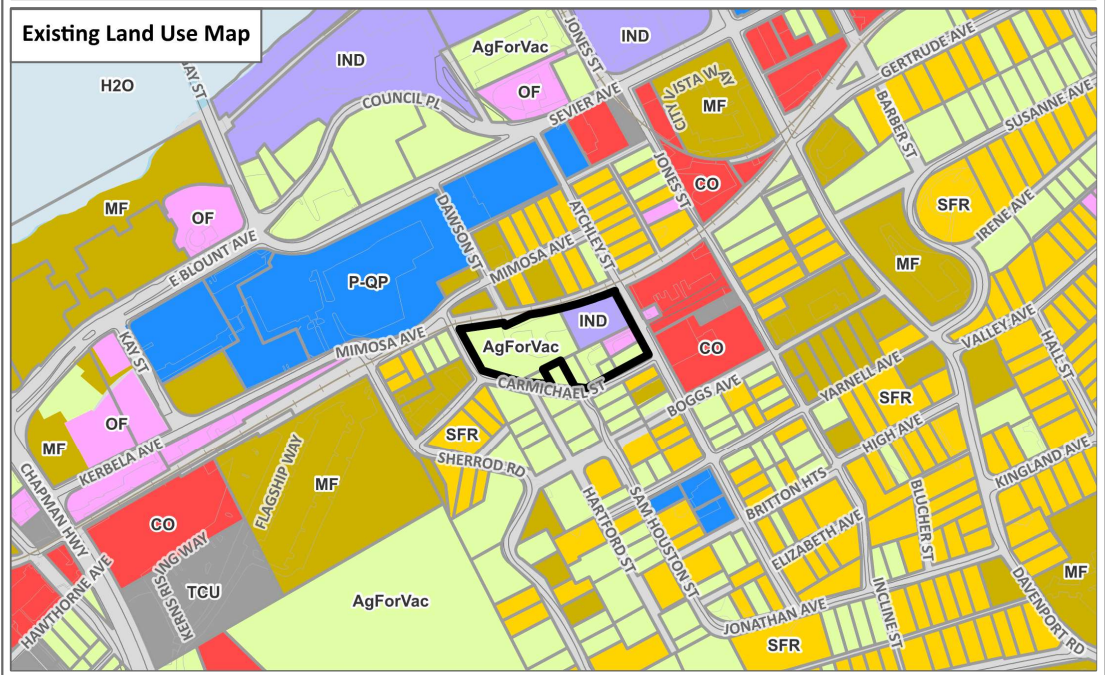 Existing Land Use Map
H2O
IND
AgForVac
IND
JONES ST
OF
COUNCIL PL
SEVIER AVE
CITY VISTA WAY
MF
GERTRUDE AVE
BARBER ST
SUSANNE AVE
MF
OF
E BLOUNT AVE
DAWSON ST
ATCHLEY ST
JONES ST
CO
SFR
IRENE AVE
P-QP
MIMOSA AVE
MF
KAY ST
MIMOSA AVE
IND
AgForVac
CO
VALLEY AVE
HALL ST
CARMICHAEL ST
BOGGS AVE
YARNELL AVE
SFR
OF
MF
KERBELA AVE
SFR
SHERROD RD
HIGH AVE
CHAPMAN HWY
FLAGSHIP WAY
MF
KINGLAND AVE
BRITTON HTS
HARTFORD ST
SAM HOUSTON ST
BLUCHER ST
CO
KERNS RISING WAY
ELIZABETH AVE
HAWTHORNE AVE
TCU
AgForVac
INCLINE ST
MF
DAVENPORT RD
JONATHAN AVE
SFR